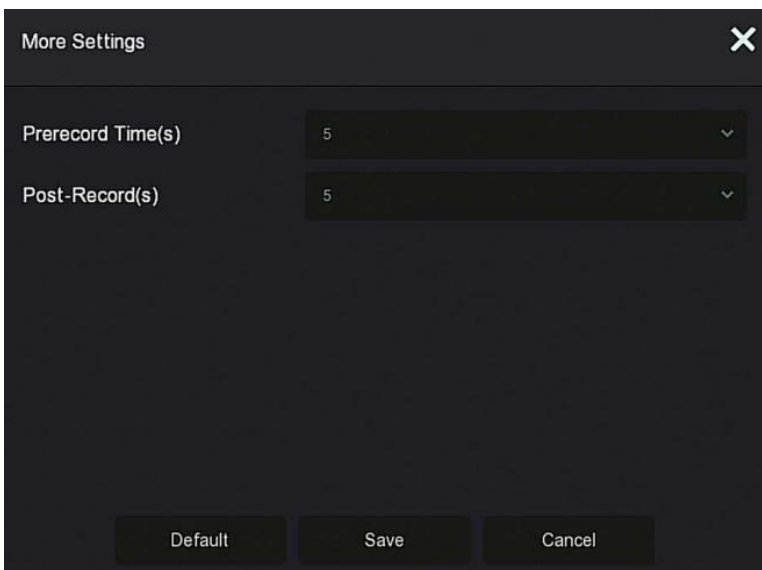 More Settings
Prerecord Time(s) 5
Post-Record(s) 5
Default Save Cancel